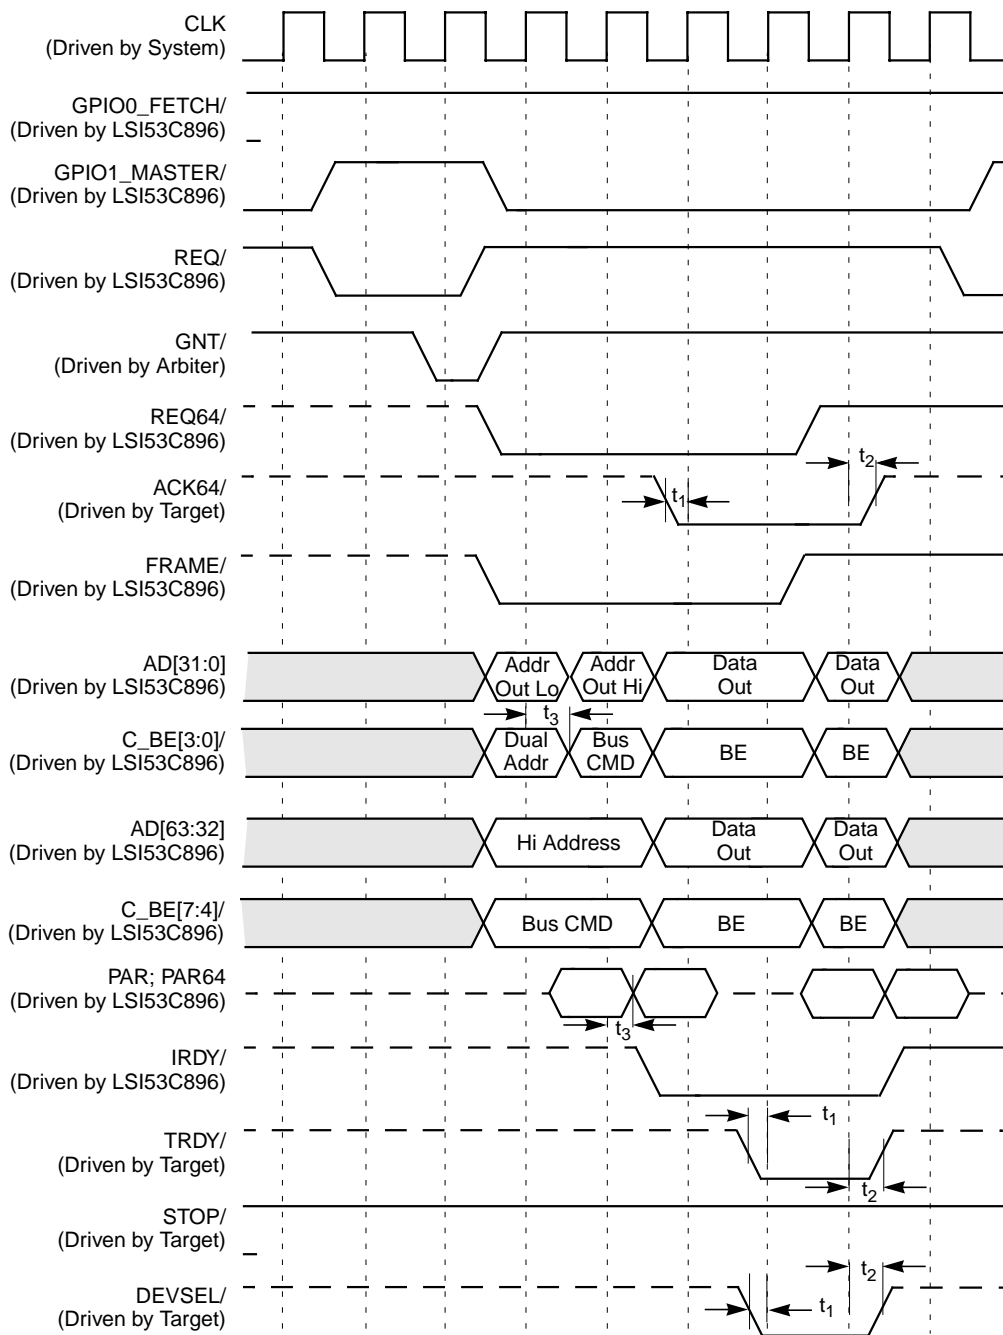 CLK
(Driven by System)
GPIO0_FETCH/
(Driven by LSI53C896)
GPIO1_MASTER/
(Driven by LSI53C896)
REQ/
(Driven by LSI53C896)
GNT/
(Driven by Arbiter)
REQ64/
(Driven by LSI53C896)
t2
ACK64/
(Driven by Target)
t1
FRAME/
(Driven by LSI53C896)
AD[31:0]
(Driven by LSI53C896)
Addr
Out Lo
Addr
Out Hi
Data
Out
Data
Out
t3
C_BE[3:0]/
(Driven by LSI53C896)
Dual
Addr
Bus
CMD
BE
BE
AD[63:32]
(Driven by LSI53C896)
Hi Address
Data
Out
Data
Out
C_BE[7:4]/
(Driven by LSI53C896)
Bus CMD
BE
BE
PAR; PAR64
(Driven by LSI53C896)
t3
IRDY/
(Driven by LSI53C896)
t1
TRDY/
(Driven by Target)
t2
STOP/
(Driven by Target)
t2
DEVSEL/
(Driven by Target)
t1